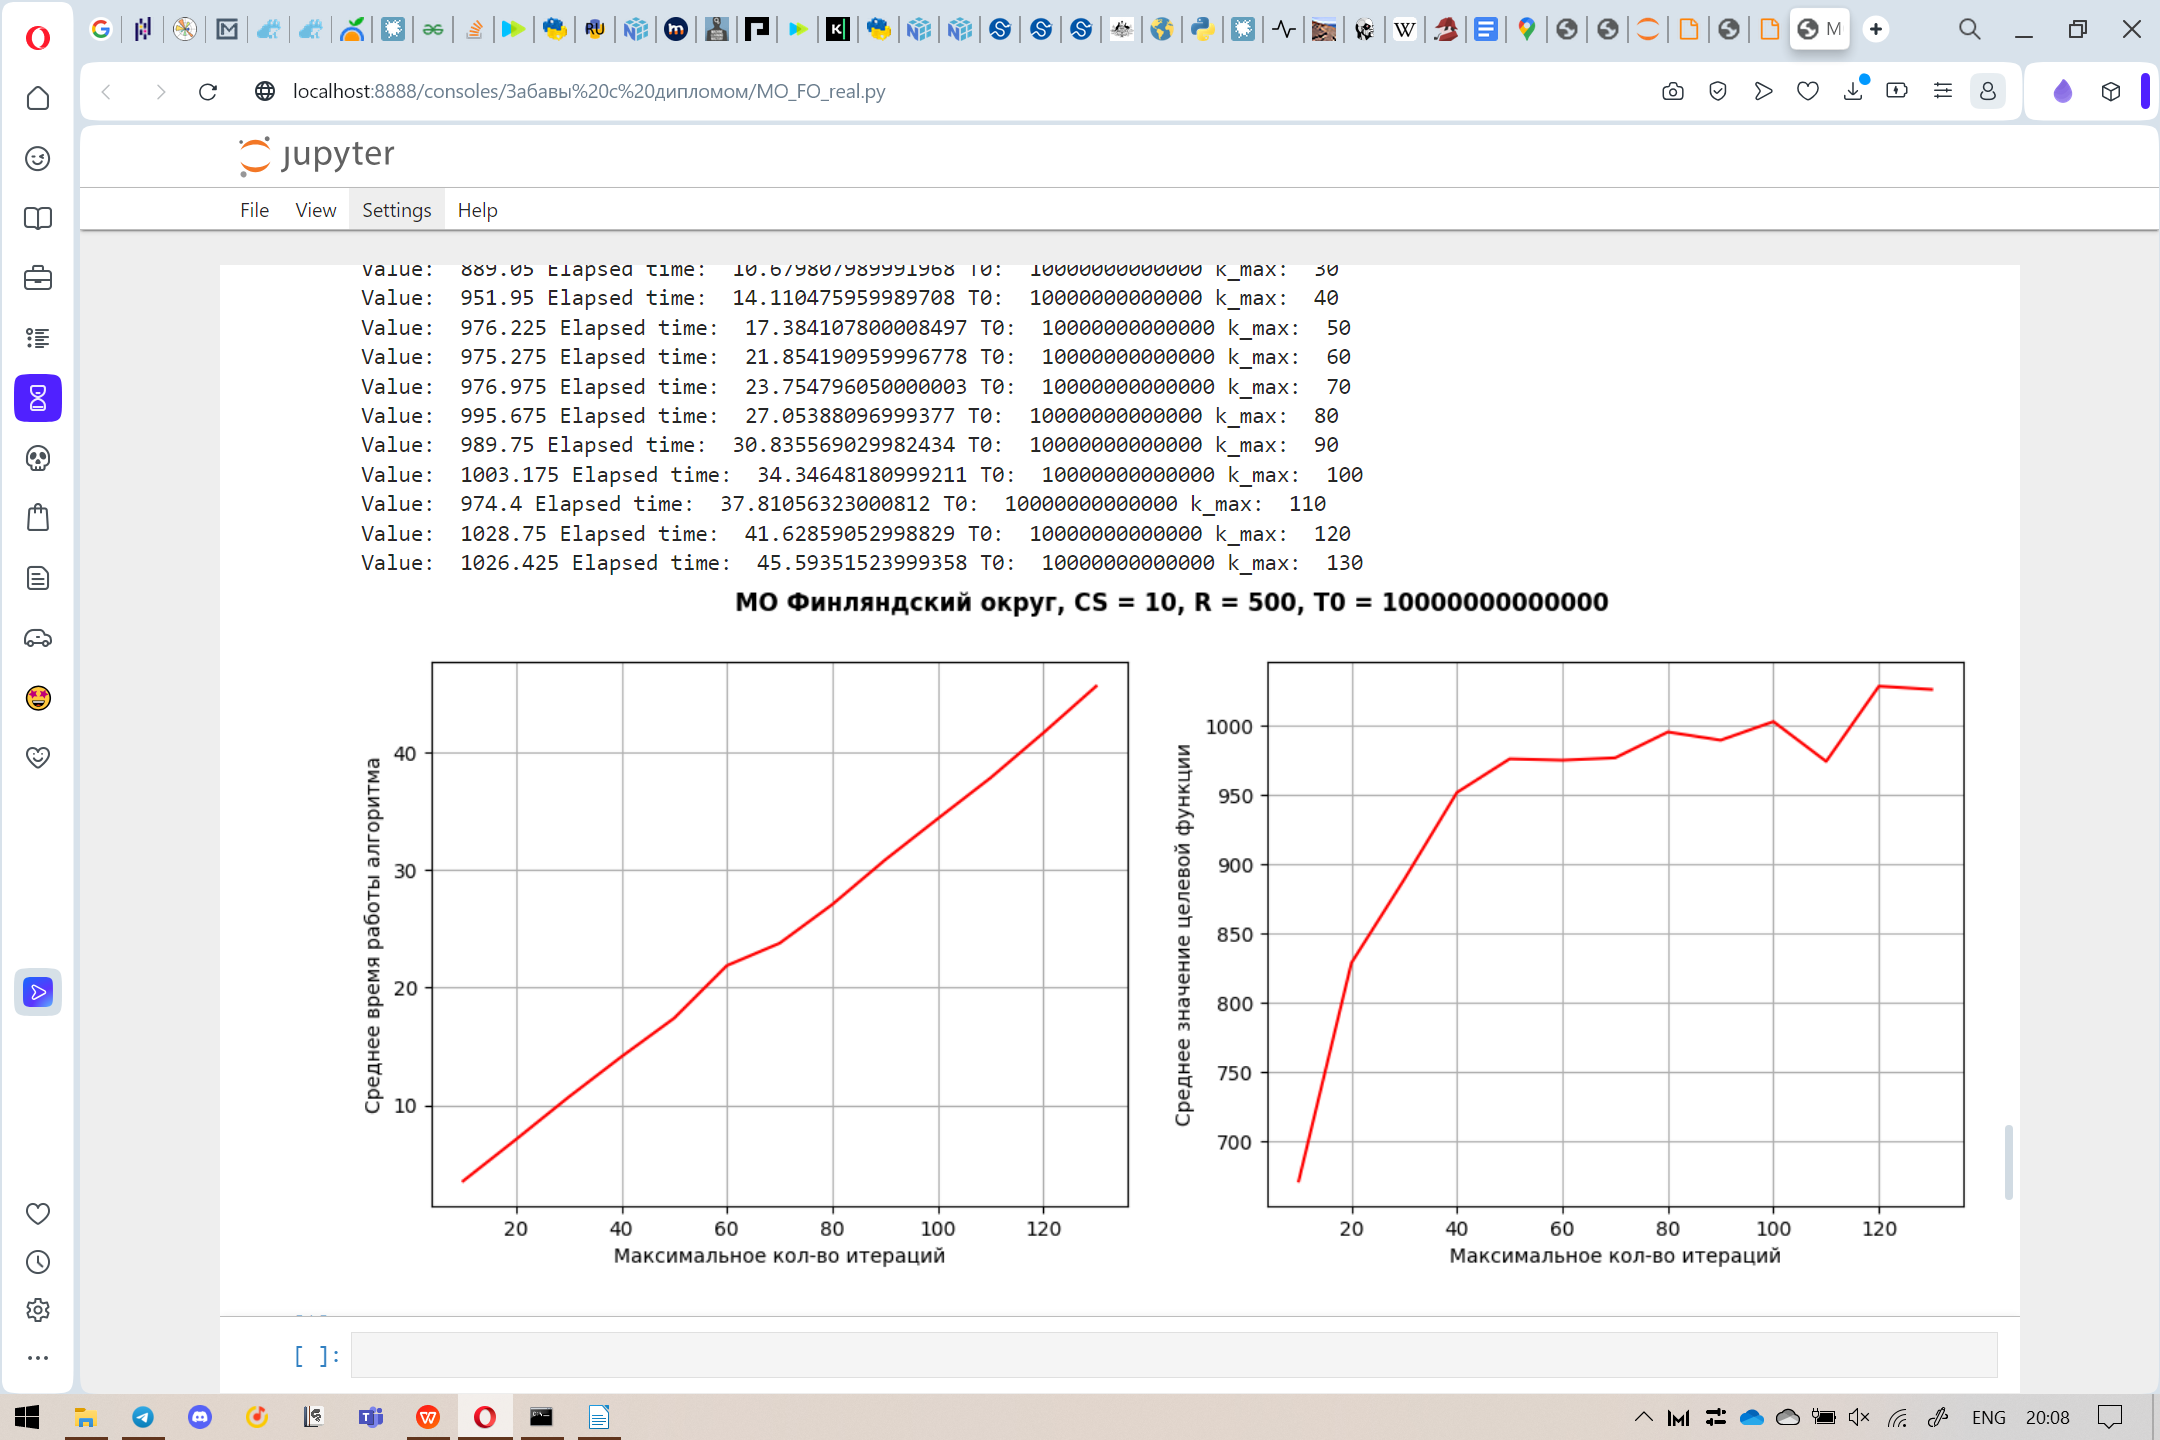 M
localhost:8888/consoles/Забавы%20с%20дипломом/MO_FO_real.py
jupyter
File View Settings Help
Value:  889.05 Elapsed time:  10.679807989991968 T0:  10000000000000 k_max:  30
Value:  951.95 Elapsed time:  14.110475959989708 T0:  10000000000000 k_max:  40
Value:  976.225 Elapsed time:  17.384107800008497 T0:  10000000000000 k_max:  50
Value:  975.275 Elapsed time:  21.854190959996778 T0:  10000000000000 k_max:  60
Value:  976.975 Elapsed time:  23.754796050000003 T0:  10000000000000 k_max:  70
Value:  995.675 Elapsed time:  27.05388096999377 T0:  10000000000000 k_max:  80
Value:  989.75 Elapsed time:  30.835569029982434 T0:  10000000000000 k_max:  90
Value:  1003.175 Elapsed time:  34.34648180999211 T0:  10000000000000 k_max:  100
Value:  974.4 Elapsed time:  37.81056323000812 T0:  10000000000000 k_max:  110
Value:  1028.75 Elapsed time:  41.62859052998829 T0:  10000000000000 k_max:  120
Value:  1026.425 Elapsed time:  45.59351523999358 T0:  10000000000000 k_max:  130
МО Финляндский округ, CS = 10, R = 500, T0 = 10000000000000
Среднее время работы алгоритма
40
30
20
10
20 40 60 80 100 120
Максимальное кол-во итераций
Среднее значение целевой функции
1000
950
900
850
800
750
700
20 40 60 80 100 120
Максимальное кол-во итераций
[ ]:
ENG 20:08